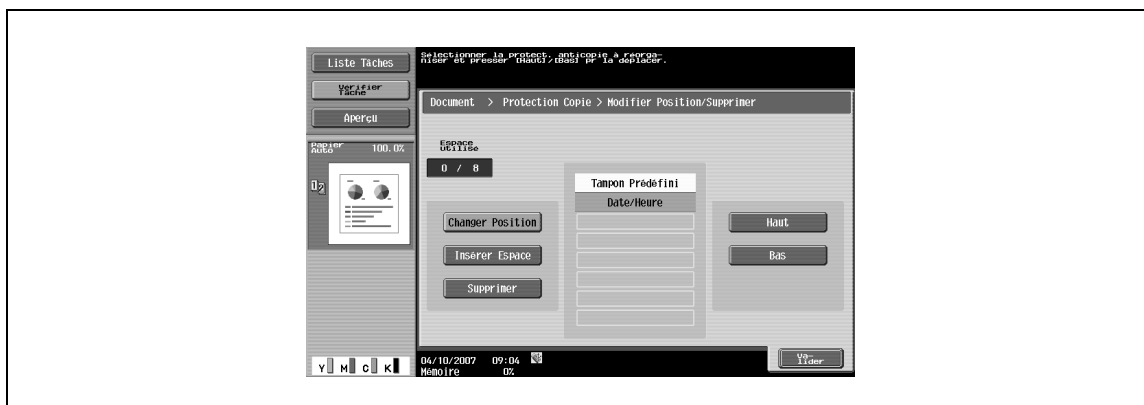 Liste Tâches
Vérifier
Tâche
Aperçu
Papier
Auto 100.0%
Sélectionner la protect. anticopie à réorga-
niser et presser [Haut]/[Bas] pr la déplacer.
Document > Protection Copie > Modifier Position/Supprimer
Espace
utilisé
0 / 8
Tampon Prédéfini
Date/Heure
Changer Position
Insérer Espace
Supprimer
Haut
Bas
Y M C K
04/10/2007 09:04
Mémoire 0%
Va-
lider